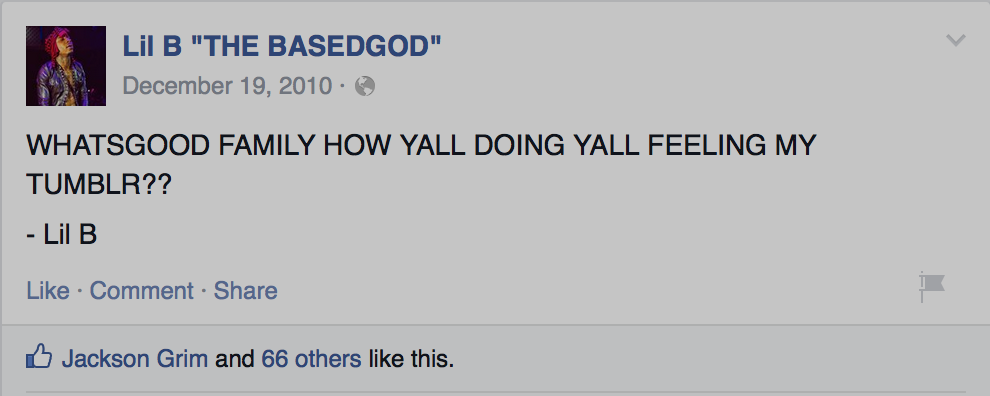 Lil B "THE BASEDGOD"
December 19, 2010 ·
WHATSGOOD FAMILY HOW YALL DOING YALL FEELING MY
TUMBLR??
- Lil B
Like · Comment · Share
Jackson Grim and 66 others like this.